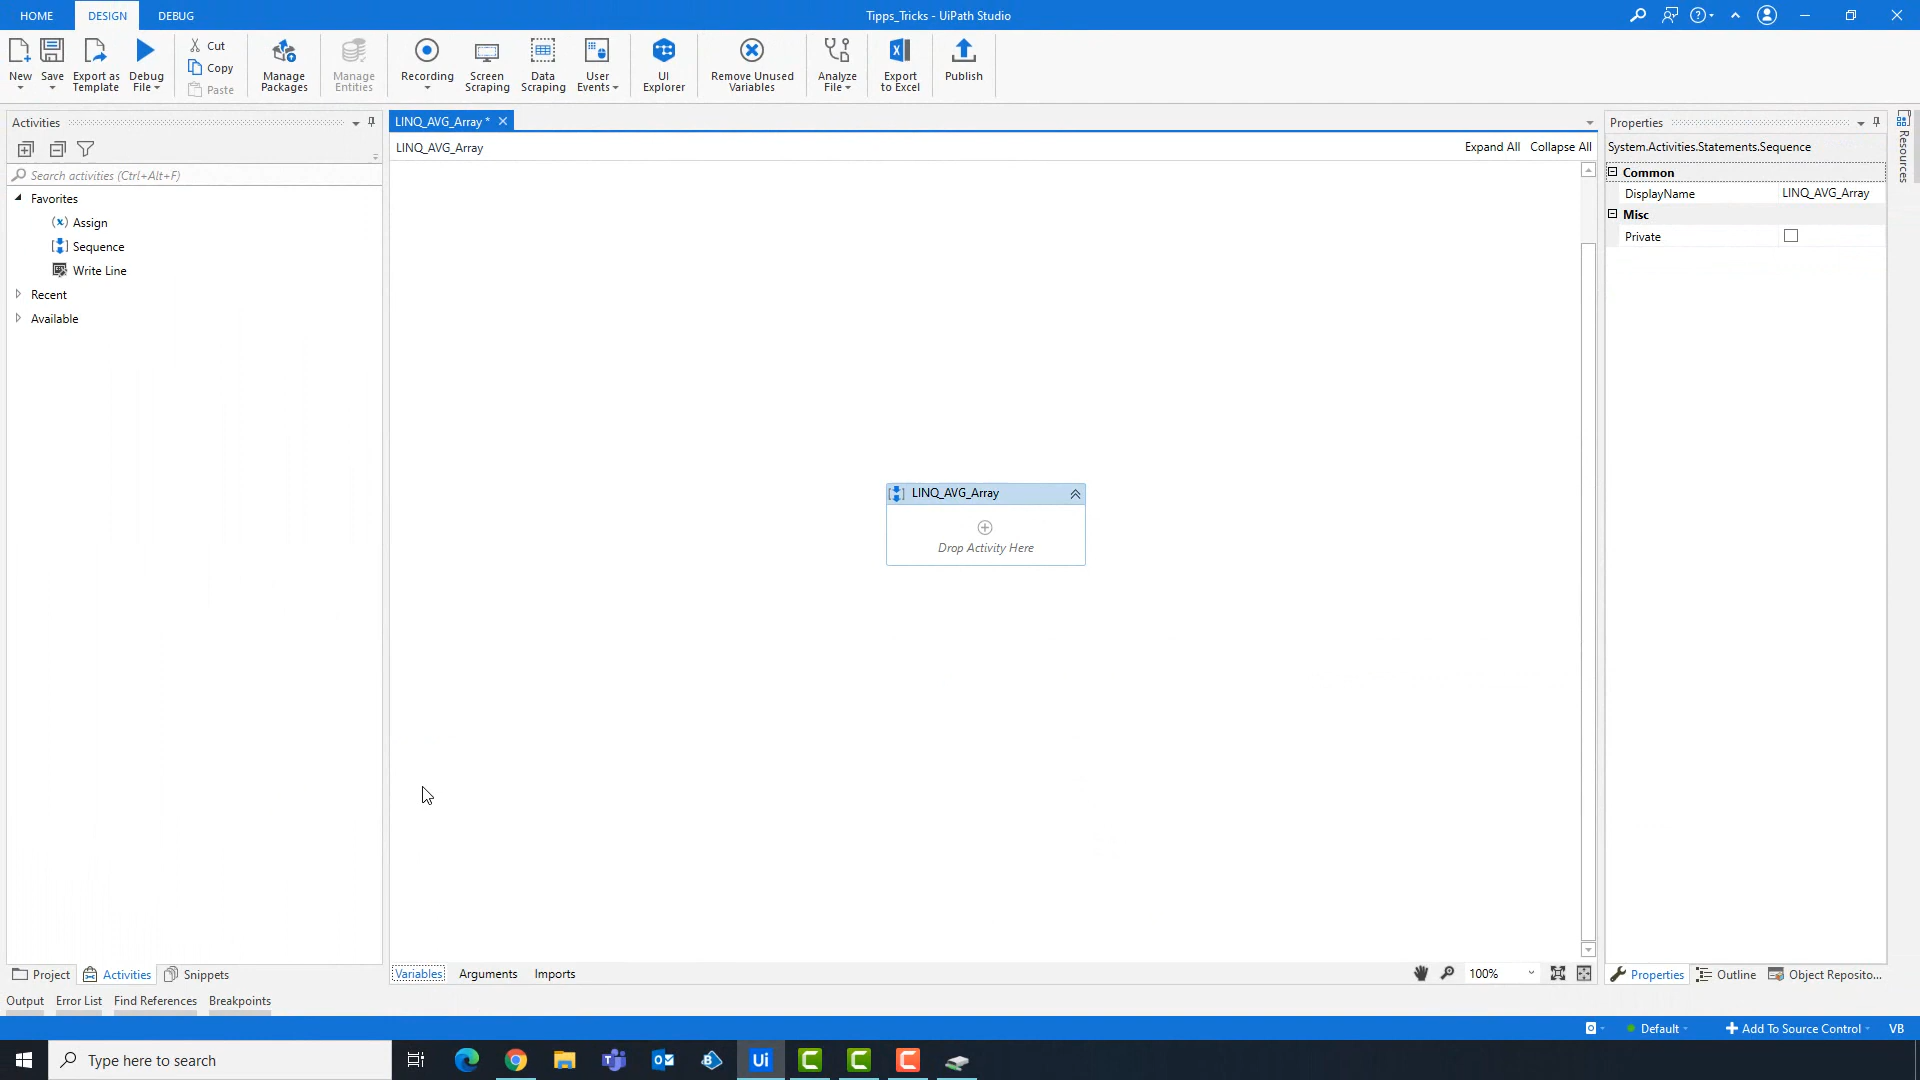 HOME DESIGN DEBUG Tipps_Tricks - UiPath Studio
New
Save
Export as
Template
Debug
File
Cut
Copy
Paste
Manage
Packages
Manage
Entities
Recording
Screen
Scraping
Data
Scraping
User
Events
UI
Explorer
Remove Unused
Variables
Analyze
File
Export
to Excel
Publish
Activities
Search activities (Ctrl+Alt+F)
Favorites
Assign
Sequence
Write Line
Recent
Available
LINQ_AVG_Array *
LINQ_AVG_Array
Expand All Collapse All
LINQ_AVG_Array
Drop Activity Here
Properties
System.Activities.Statements.Sequence
Common
DisplayName LINQ_AVG_Array
Misc
Private
Resources
Project Activities Snippets
Variables Arguments Imports
100%
Properties Outline Object Reposito...
Output Error List Find References Breakpoints
Default Add To Source Control VB
Type here to search
Ui